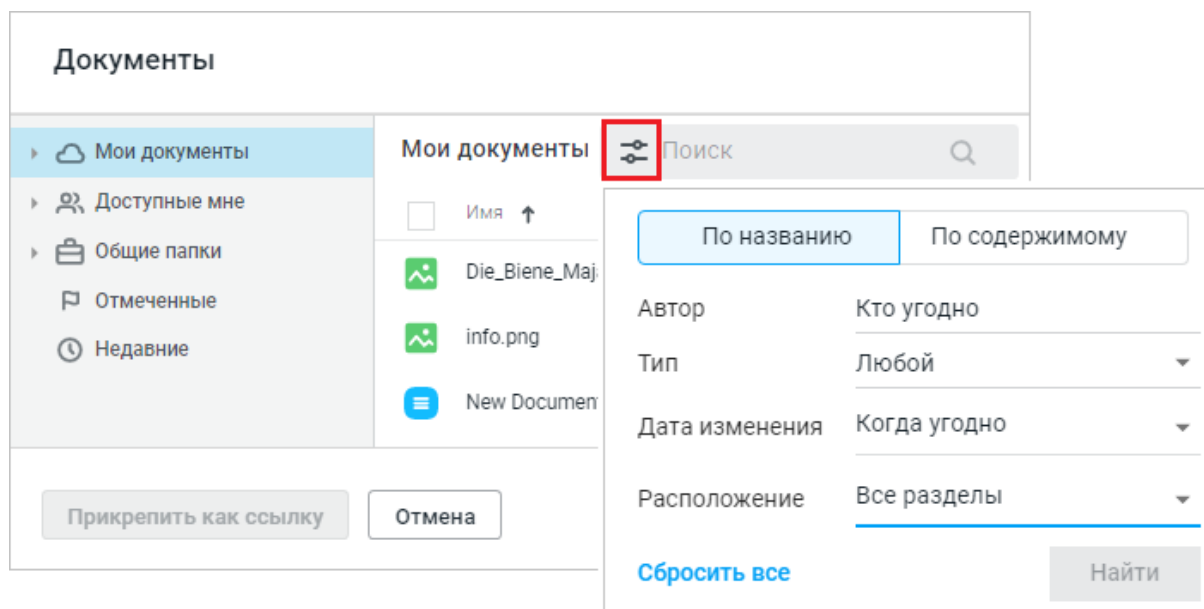 Документы
Мои документы
Доступные мне
Общие папки
Отмеченные
Недавние
Мои документы
Поиск
Имя
Die_Biene_Maj
info.png
New Documen
Прикрепить как ссылку
Отмена
По названию
По содержимому
Автор Кто угодно
Тип Любой
Дата изменения Когда угодно
Расположение Все разделы
Сбросить все
Найти